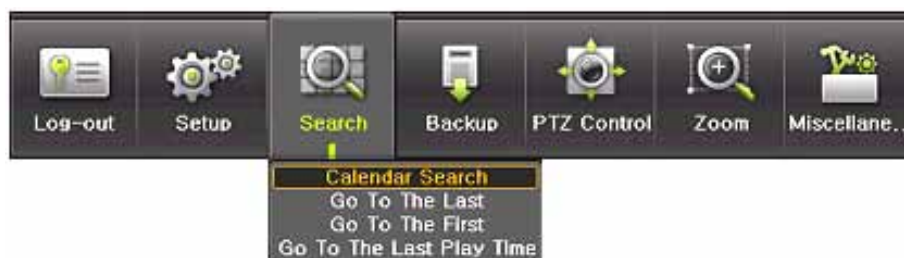 Log-out Setup Search Backup PTZ Control Zoom Miscellane..
Calendar Search
Go To The Last
Go To The First
Go To The Last Play Time